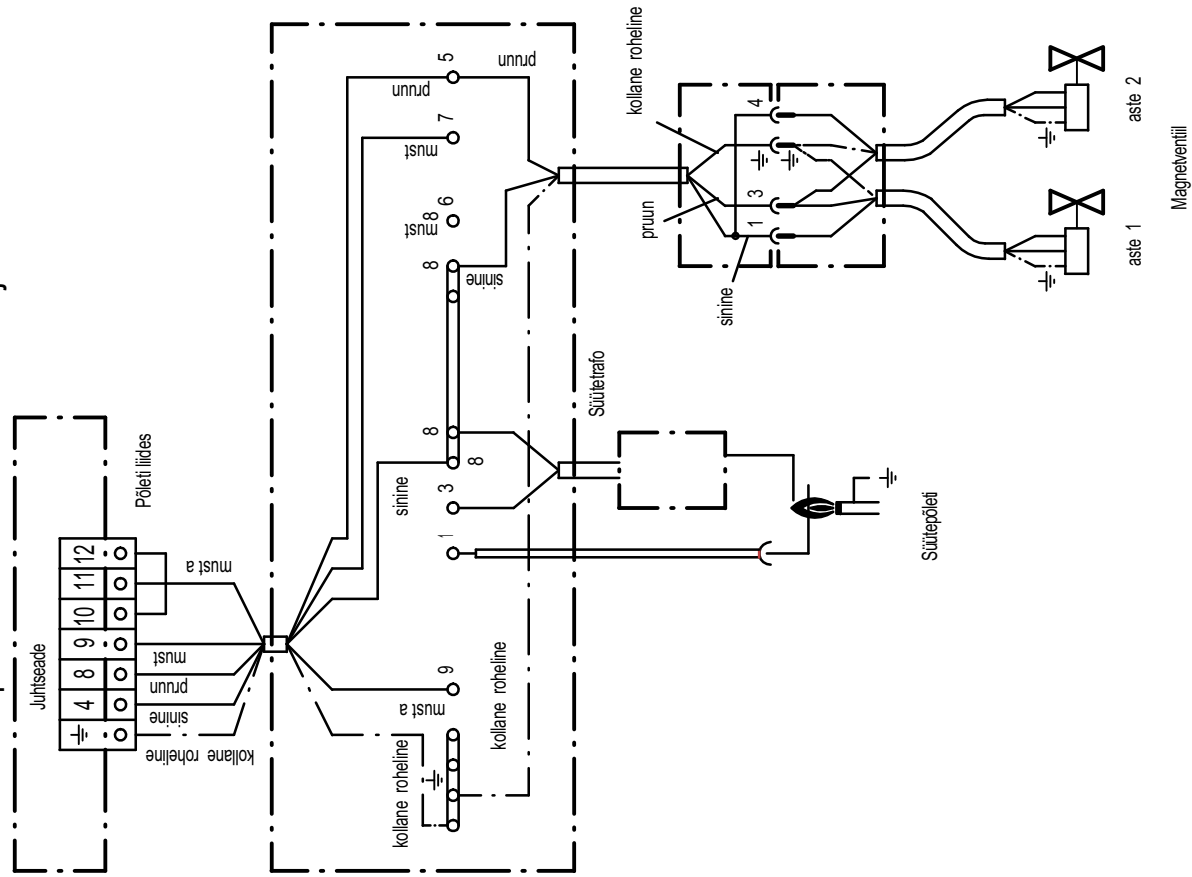 Juhtseade
4
8
9
10
11
12
Põleti liides
kollane roheline
sinine
pruun
must
must a
kollane roheline
must a
9
kollane roheline
1
3
sinine
8
8
8
sinine
must 8
6
must
7
pruun
5
pruun
Süütetrafo
Süütepõleti
sinine
pruun
kollane roheline
1
3
4
aste 1
aste 2
Magnetventiil